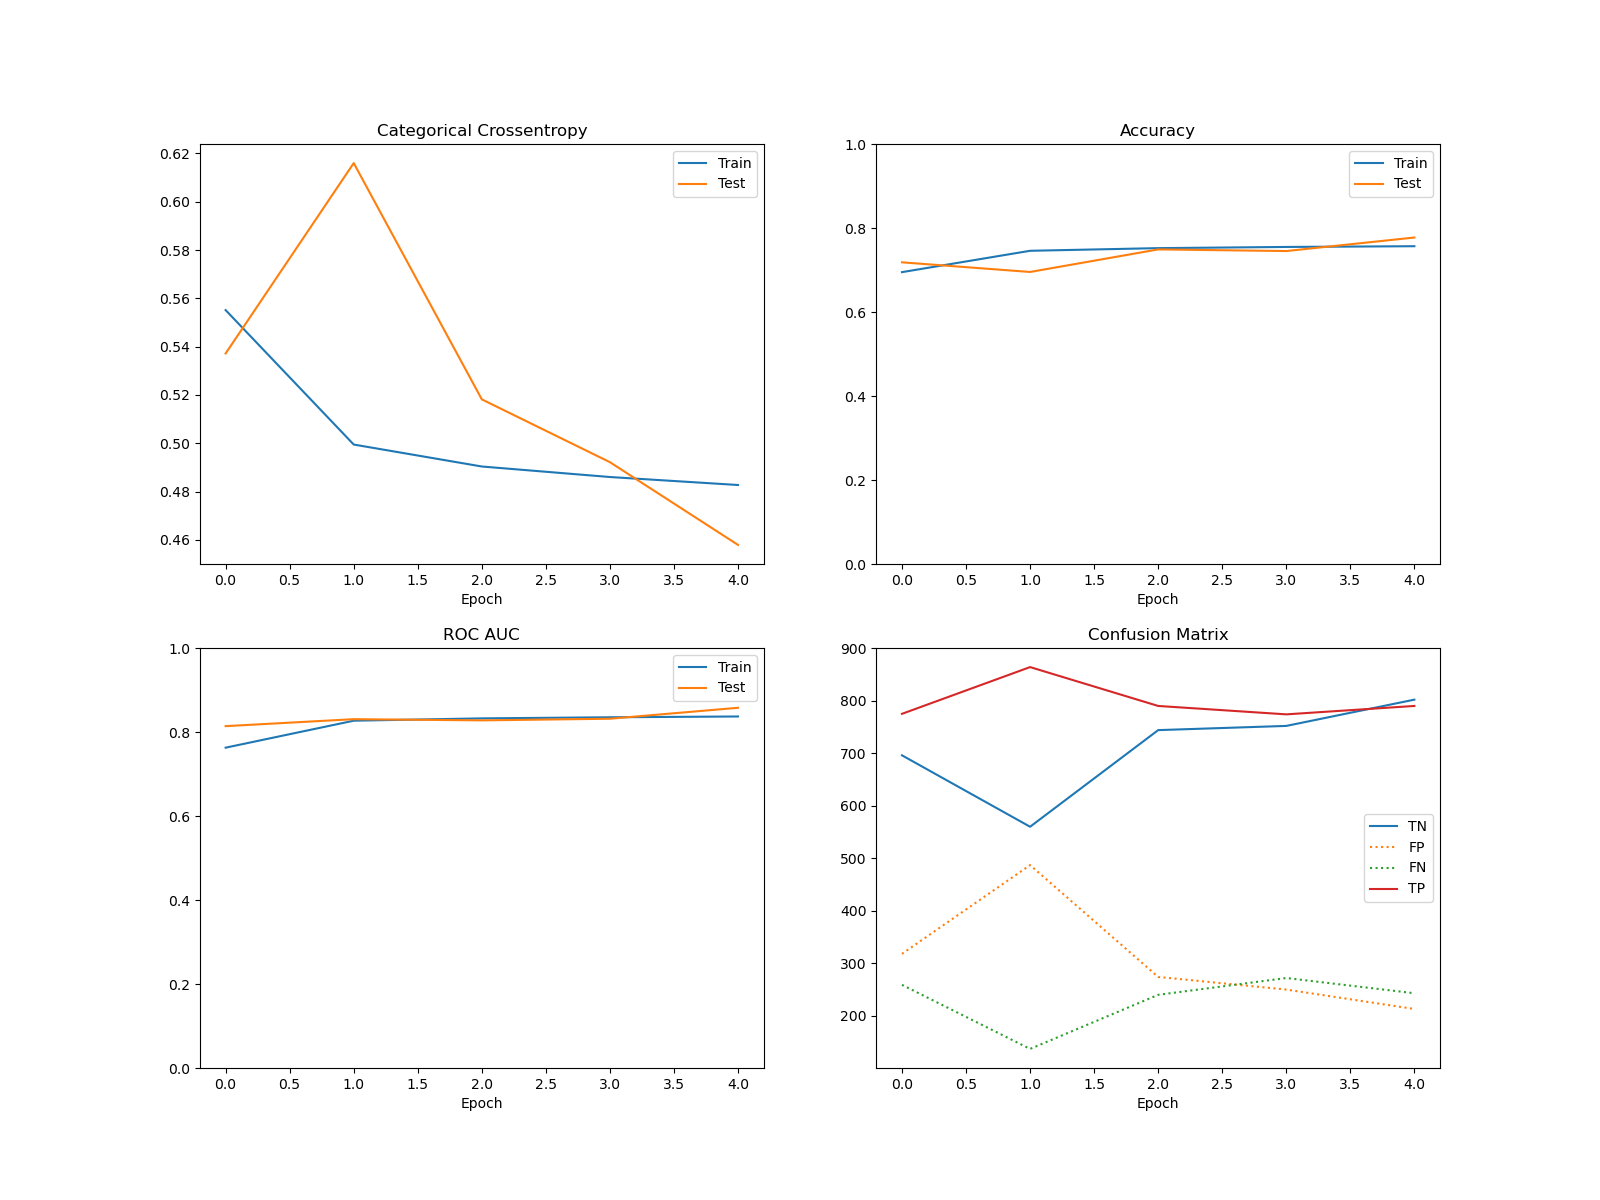 Categorical Crossentropy
0.62
0.60
0.58
0.56
0.54
0.52
0.50
0.48
0.46
Train
Test
0.0 0.5 1.0 1.5 2.0 2.5 3.0 3.5 4.0
Epoch
Accuracy
1.0
0.8
0.6
0.4
0.2
0.0
Train
Test
0.0 0.5 1.0 1.5 2.0 2.5 3.0 3.5 4.0
Epoch
ROC AUC
1.0
0.8
0.6
0.4
0.2
0.0
Train
Test
0.0 0.5 1.0 1.5 2.0 2.5 3.0 3.5 4.0
Epoch
Confusion Matrix
900
800
700
600
500
400
300
200
TN
FP
FN
TP
0.0 0.5 1.0 1.5 2.0 2.5 3.0 3.5 4.0
Epoch